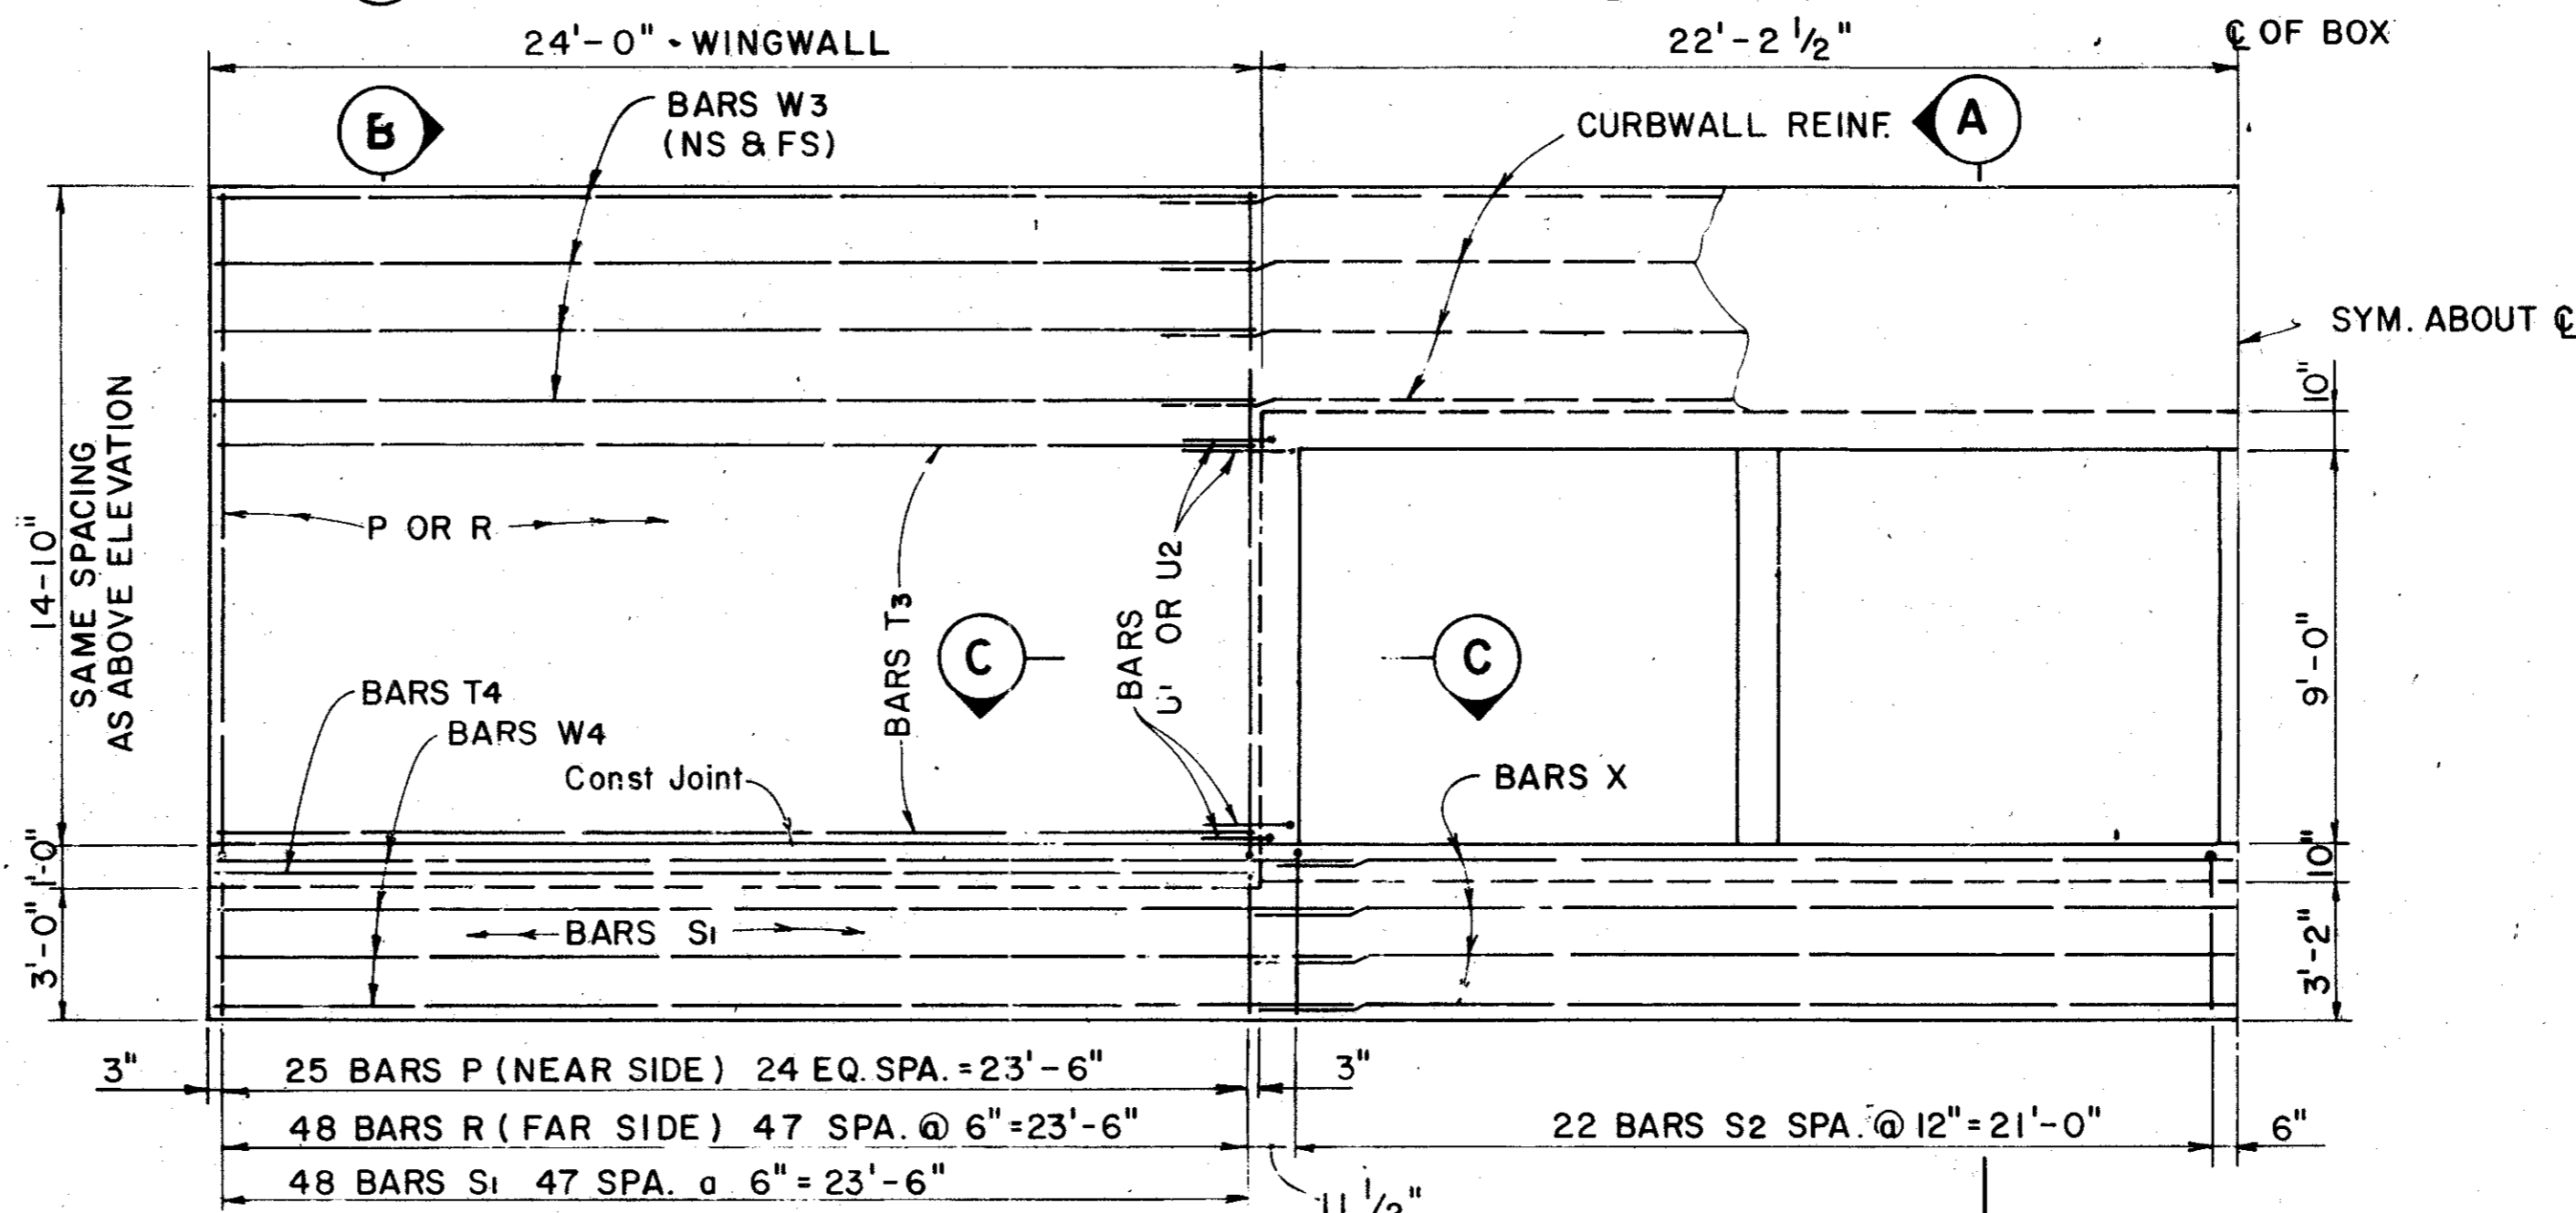 24'-0" - WINGWALL
22'-2 1/2"
℄ OF BOX
B
BARS W3
(NS & FS)
CURBWALL REINF.
A
SYM. ABOUT ℄
10"
14-10"
SAME SPACING
AS ABOVE ELEVATION
P OR R
BARS T3
BARS
U' OR U2
C
C
9'-0"
BARS T4
BARS W4
Const Joint
BARS X
1'-0"
10"
3'-0"
BARS S1
3'-2"
3"
25 BARS P (NEAR SIDE) 24 EQ. SPA. = 23'-6"
3"
48 BARS R (FAR SIDE) 47 SPA. @ 6" = 23'-6"
22 BARS S2 SPA. @ 12" = 21'-0"
6"
48 BARS S1 47 SPA. a 6" = 23'-6"
11 1/2"